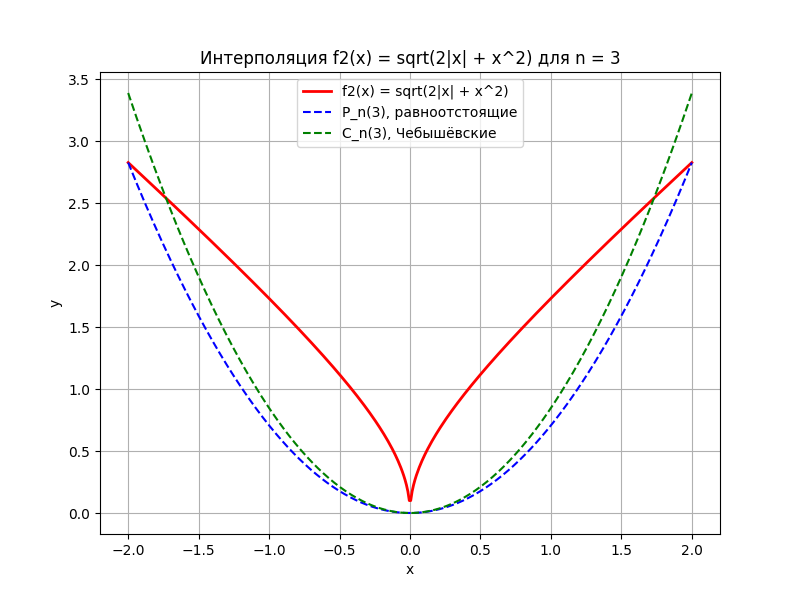 Интерполяция f2(x) = sqrt(2|x| + x^2) для n = 3
f2(x) = sqrt(2|x| + x^2)
P_n(3), равноотстоящие
C_n(3), Чебышёвские
y
3.5
3.0
2.5
2.0
1.5
1.0
0.5
0.0
−2.0 −1.5 −1.0 −0.5 0.0 0.5 1.0 1.5 2.0
x